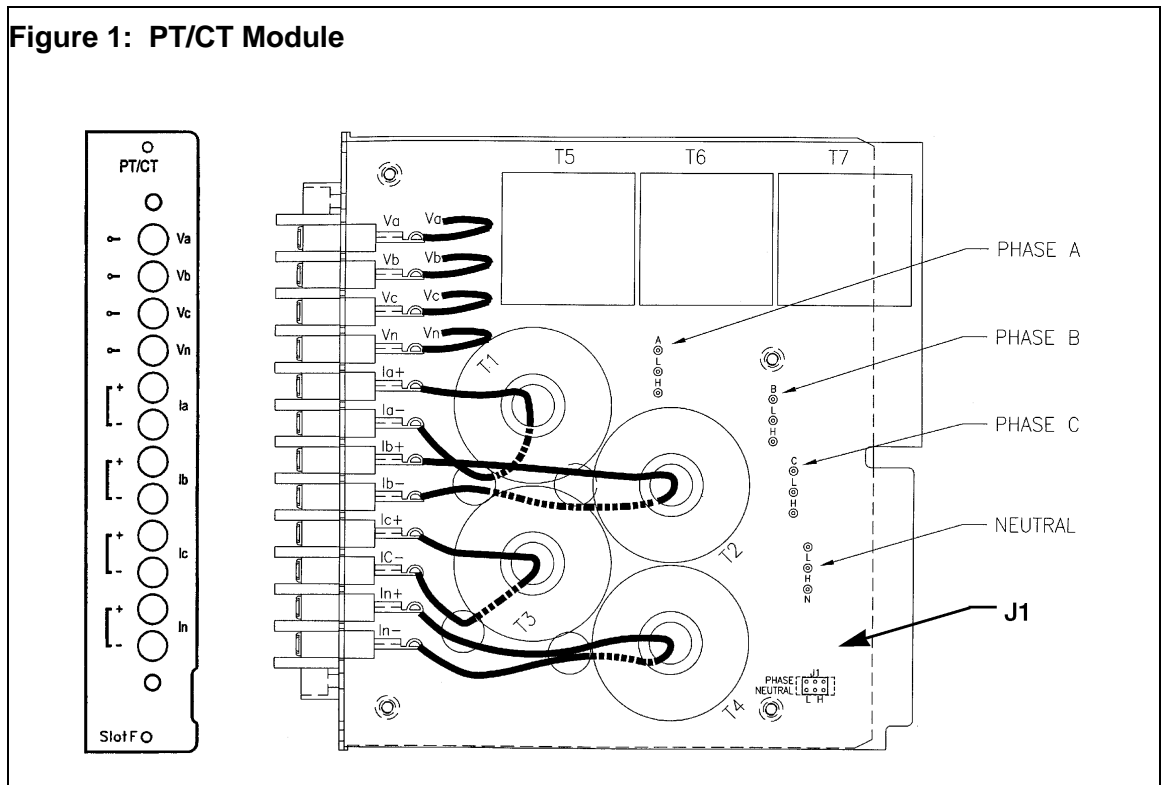 Figure 1: PT/CT Module
PT/CT
Va
Vb
Vc
Vn
+
Ia
-
+
Ib
-
+
Ic
-
+
In
-
Slot F
T5 T6 T7
Va Va
Vb Vb
Vc Vc
Vn Vn
Ia+
Ia-
Ib+
Ib-
Ic+
IC-
In+
In-
T1
T2
T3
T4
A
L
H
B
L
H
C
L
H
L
H
N
PHASE A
PHASE B
PHASE C
NEUTRAL
J1
J1
PHASE
NEUTRAL
L H